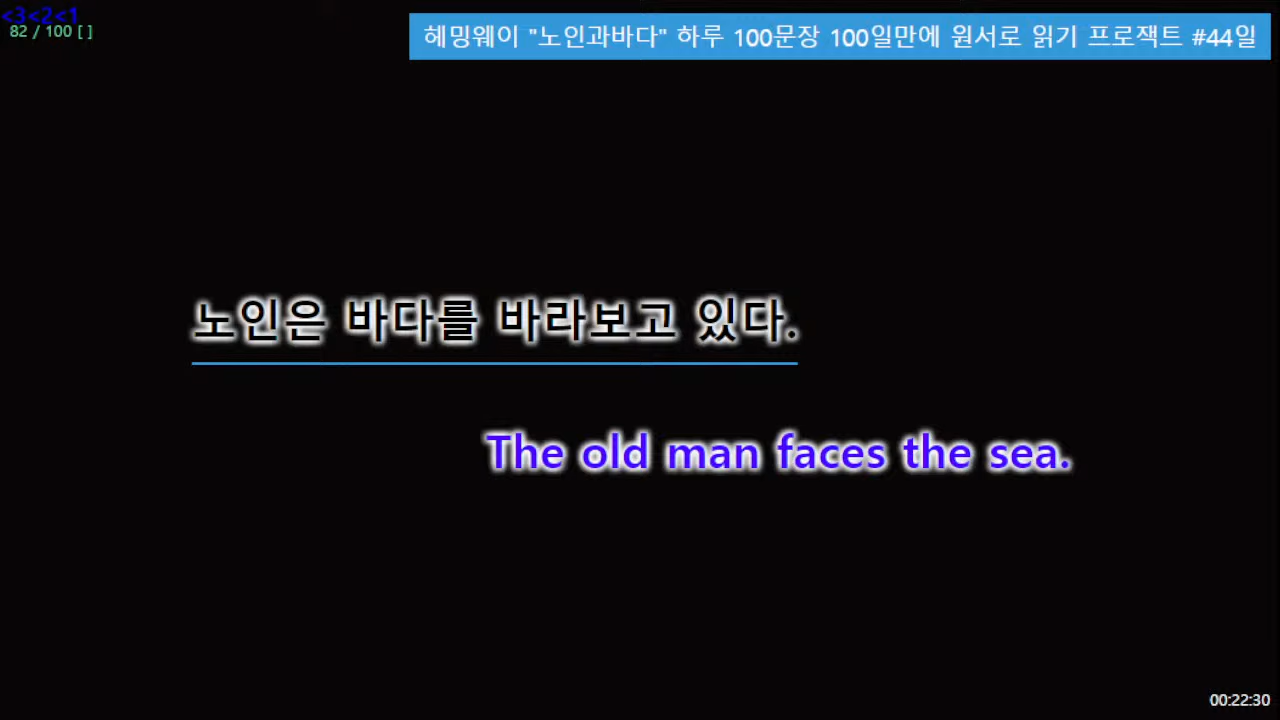 <3<2<1
82 / 100 [ ]
헤밍웨이 "노인과바다" 하루 100문장 100일만에 원서로 읽기 프로잭트 #44일
노인은 바다를 바라보고 있다.
The old man faces the sea.
00:22:30